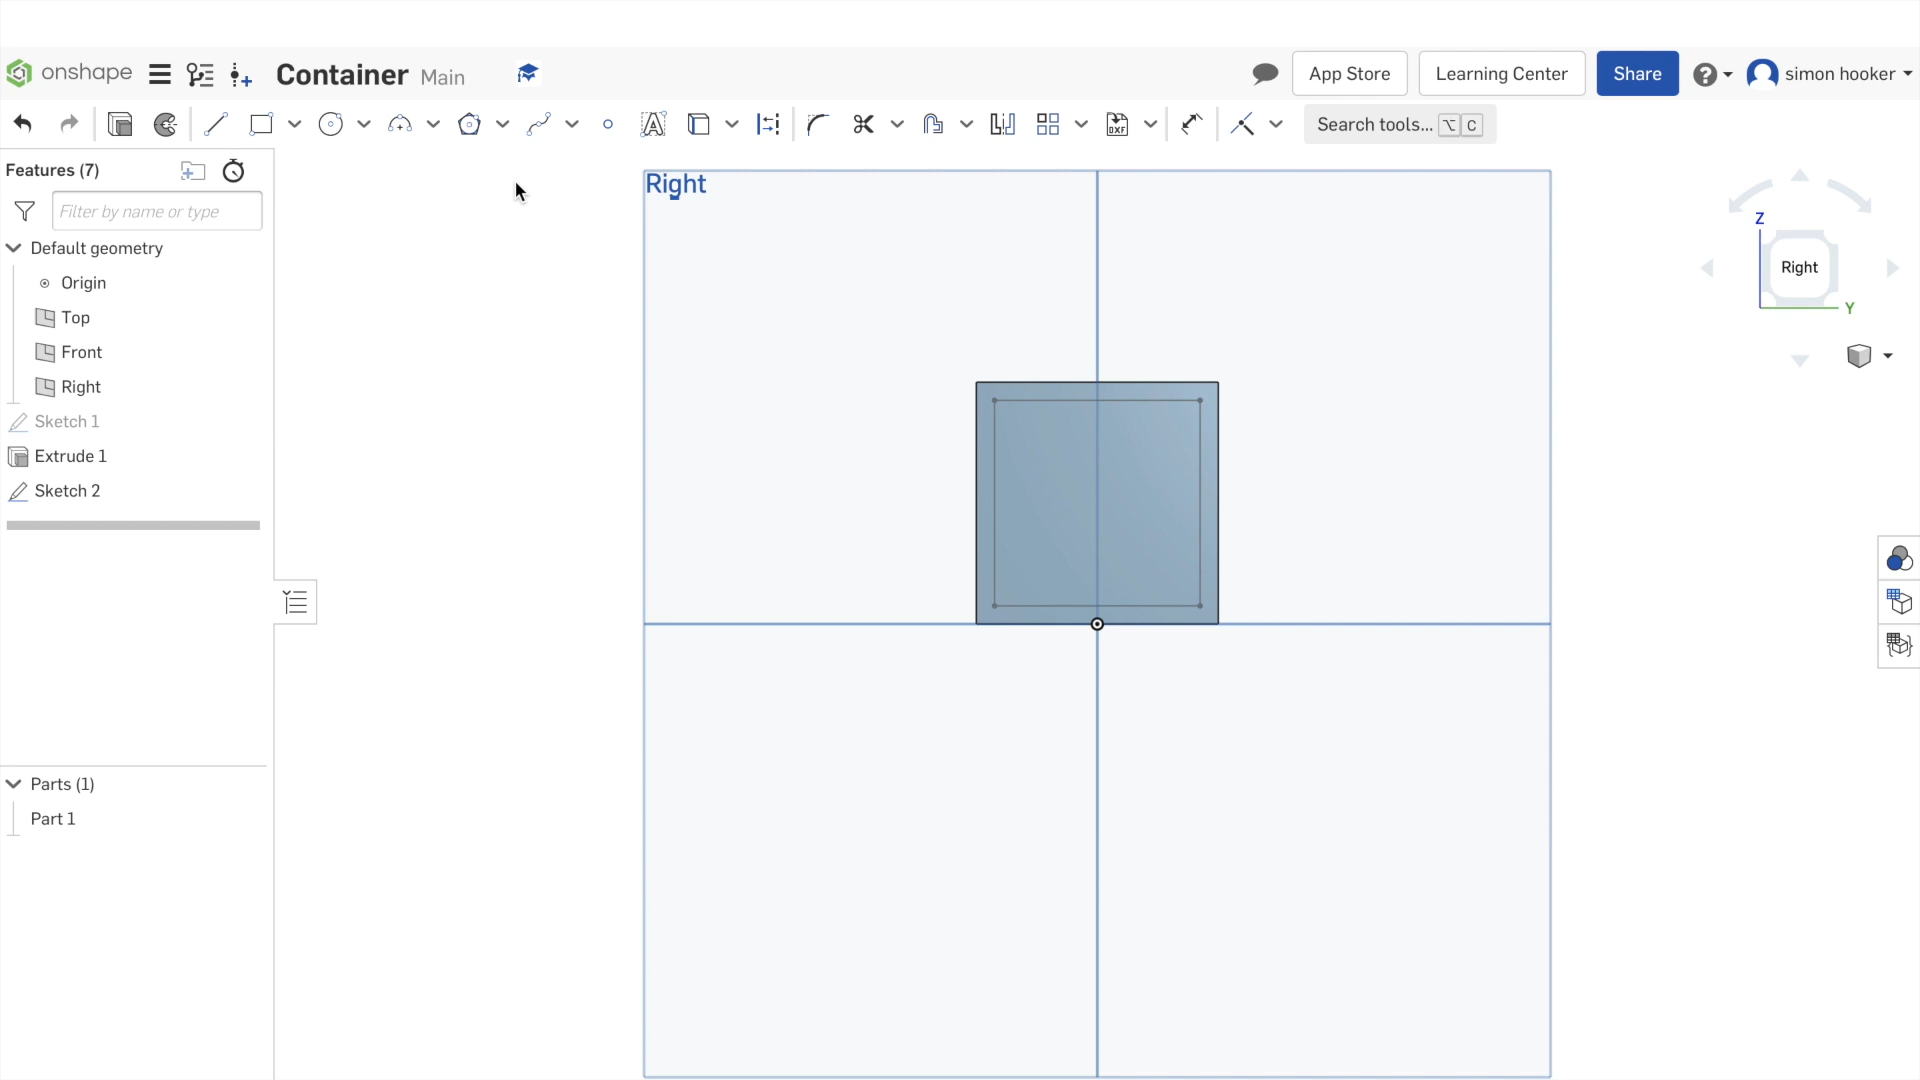 onshape
Container Main
App Store
Learning Center
Share
?
simon hooker
DXF
Search tools... ⌥ C
Features (7)
Filter by name or type
Default geometry
Origin
Top
Front
Right
Sketch 1
Extrude 1
Sketch 2
Parts (1)
Part 1
Right
Z
Right
Y